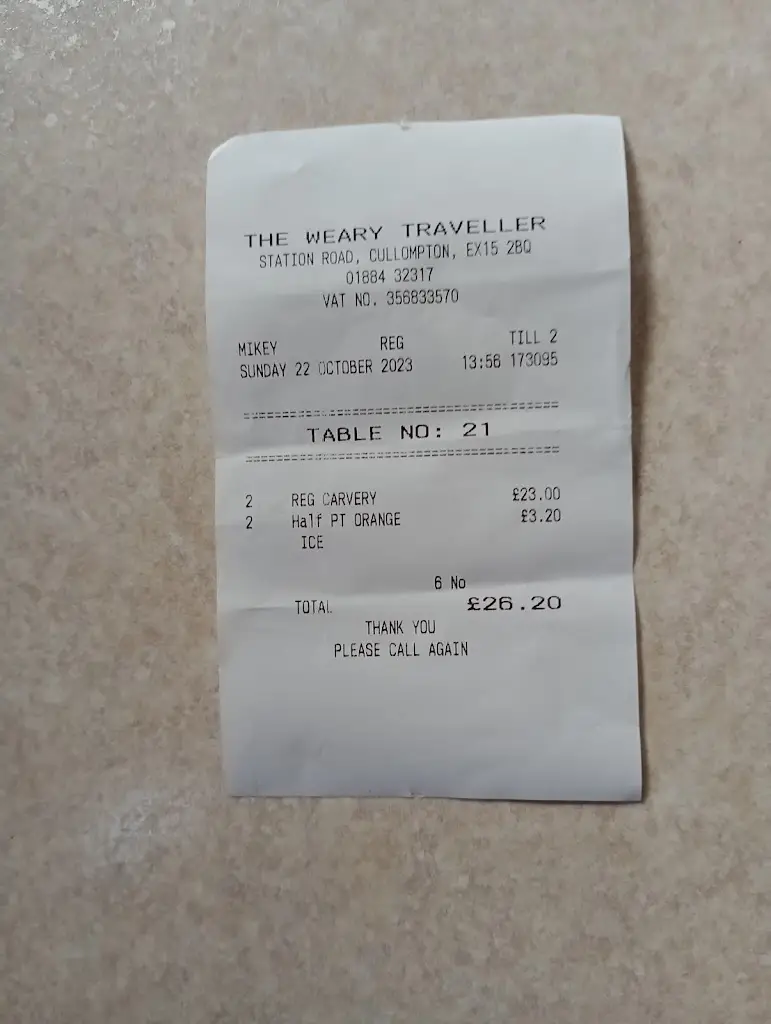 THE WEARY TRAVELLER
STATION ROAD, CULLOMPTON, EX15 2BQ
01884 32317
VAT NO. 356833570
MIKEY REG TILL 2
SUNDAY 22 OCTOBER 2023 13:56 173095
==========================================
TABLE NO: 21
==========================================
2 REG CARVERY £23.00
2 Half PT ORANGE £3.20
ICE
6 No
TOTAL £26.20
THANK YOU
PLEASE CALL AGAIN